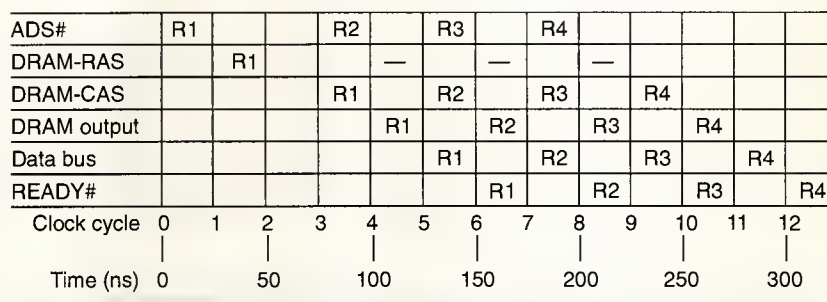 ADS# R1 R2 R3 R4
DRAM-RAS R1 — — —
DRAM-CAS R1 R2 R3 R4
DRAM output R1 R2 R3 R4
Data bus R1 R2 R3 R4
READY# R1 R2 R3 R4
Clock cycle 0 1 2 3 4 5 6 7 8 9 10 11 12
Time (ns) 0 50 100 150 200 250 300